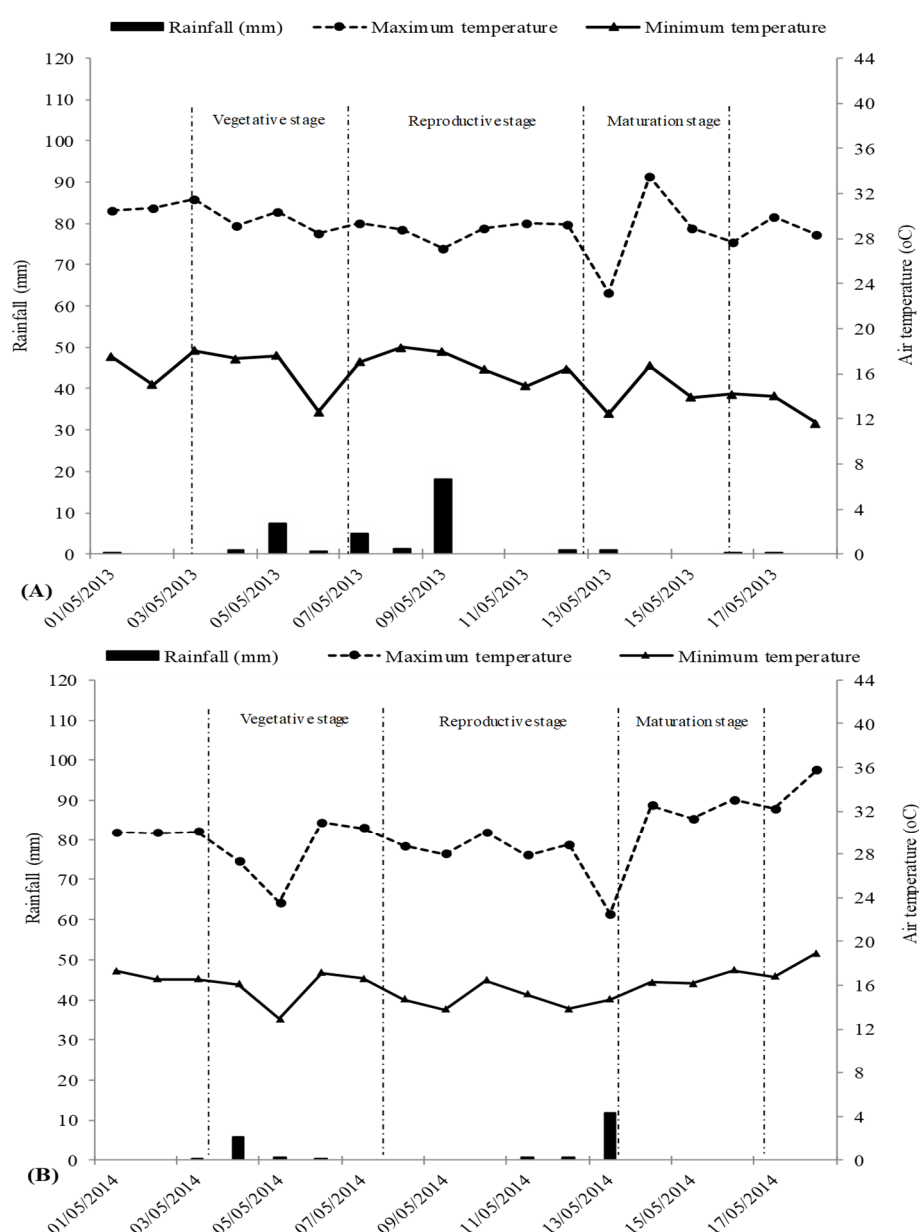 Rainfall (mm) Maximum temperature Minimum temperature
120 44
110 40
100 36
90 32
80 28
70 24
60 20
50 16
40 12
30 8
20 4
10 0
0
Vegetative stage Reproductive stage Maturation stage
Rainfall (mm)
Air temperature (oC)
01/05/2013 03/05/2013 05/05/2013 07/05/2013 09/05/2013 11/05/2013 13/05/2013 15/05/2013 17/05/2013
(A)
Rainfall (mm) Maximum temperature Minimum temperature
120 44
110 40
100 36
90 32
80 28
70 24
60 20
50 16
40 12
30 8
20 4
10 0
0
Vegetative stage Reproductive stage Maturation stage
Rainfall (mm)
Air temperature (oC)
01/05/2014 03/05/2014 05/05/2014 07/05/2014 09/05/2014 11/05/2014 13/05/2014 15/05/2014 17/05/2014
(B)